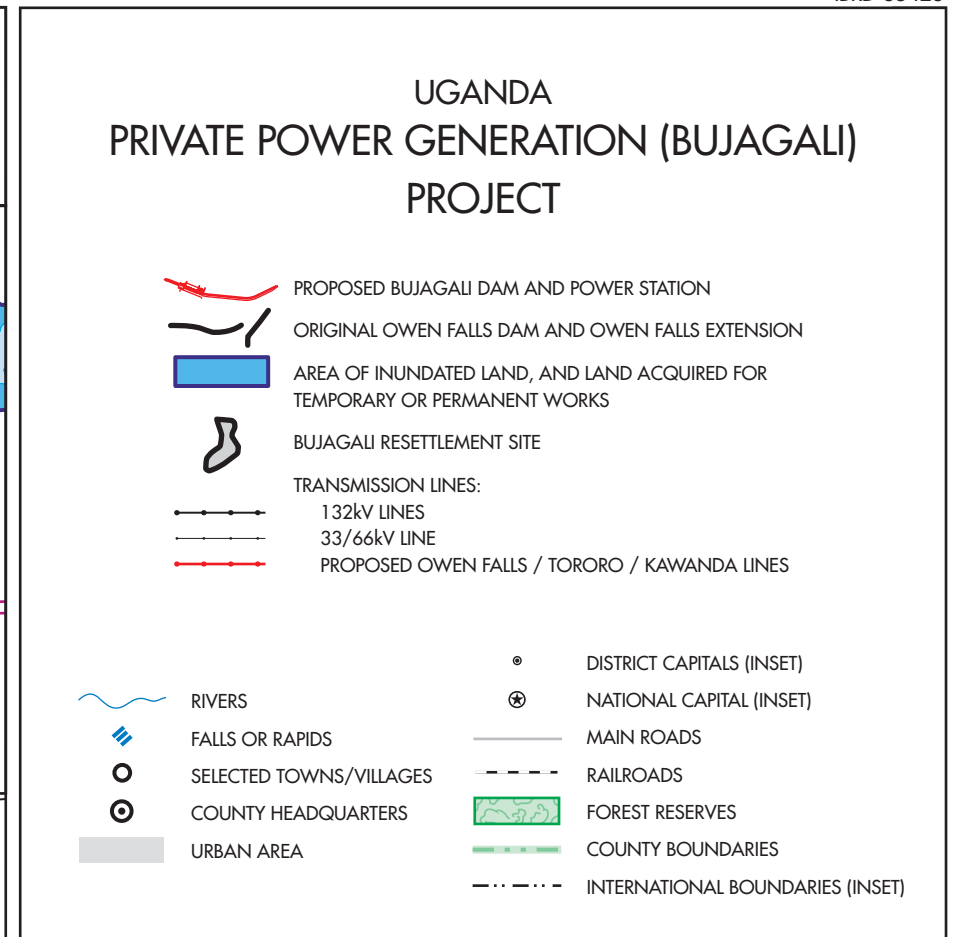 UGANDA
PRIVATE POWER GENERATION (BUJAGALI)
PROJECT
PROPOSED BUJAGALI DAM AND POWER STATION
ORIGINAL OWEN FALLS DAM AND OWEN FALLS EXTENSION
AREA OF INUNDATED LAND, AND LAND ACQUIRED FOR
TEMPORARY OR PERMANENT WORKS
BUJAGALI RESETTLEMENT SITE
TRANSMISSION LINES:
132kV LINES
33/66kV LINE
PROPOSED OWEN FALLS / TORORO / KAWANDA LINES
RIVERS
FALLS OR RAPIDS
SELECTED TOWNS/VILLAGES
COUNTY HEADQUARTERS
URBAN AREA
DISTRICT CAPITALS (INSET)
NATIONAL CAPITAL (INSET)
MAIN ROADS
RAILROADS
FOREST RESERVES
COUNTY BOUNDARIES
INTERNATIONAL BOUNDARIES (INSET)